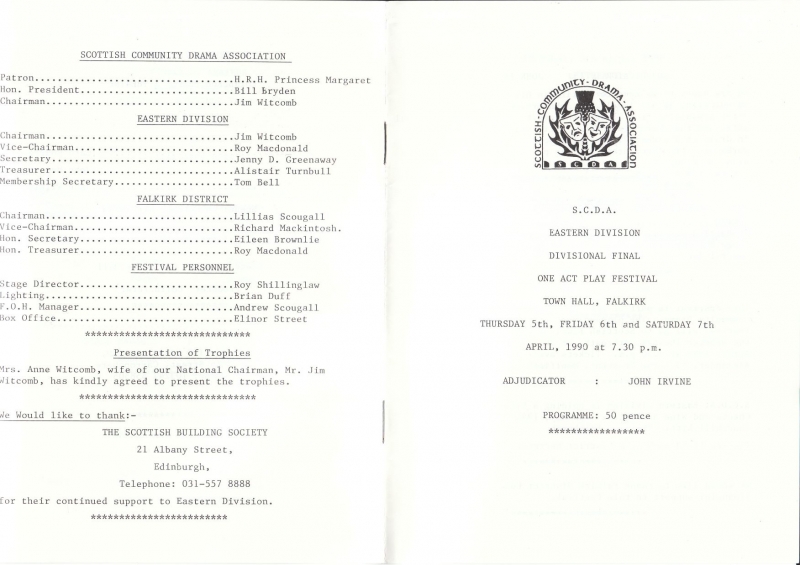 SCOTTISH COMMUNITY DRAMA ASSOCIATION
Patron..................................H.R.H. Princess Margaret
Hon. President..........................Bill Bryden
Chairman................................Jim Witcomb
EASTERN DIVISION
Chairman................................Jim Witcomb
Vice-Chairman...........................Roy Macdonald
Secretary...............................Jenny D. Greenaway
Treasurer...............................Alistair Turnbull
Membership Secretary....................Tom Bell
FALKIRK DISTRICT
Chairman................................Lillias Scougall
Vice-Chairman...........................Richard Mackintosh.
Hon. Secretary..........................Eileen Brownlie
Hon. Treasurer..........................Roy Macdonald
FESTIVAL PERSONNEL
Stage Director..........................Roy Shillinglaw
Lighting................................Brian Duff
F.O.H. Manager..........................Andrew Scougall
Box Office..............................Elinor Street
*****************************
Presentation of Trophies
Mrs. Anne Witcomb, wife of our National Chairman, Mr. Jim
Witcomb, has kindly agreed to present the trophies.
*******************************
We Would like to thank:-
THE SCOTTISH BUILDING SOCIETY
21 Albany Street,
Edinburgh,
Telephone: 031-557 8888
for their continued support to Eastern Division.
************************
SCOTTISH·COMMUNITY·DRAMA·ASSOCIATION
SCDA
S.C.D.A.
EASTERN DIVISION
DIVISIONAL FINAL
ONE ACT PLAY FESTIVAL
TOWN HALL, FALKIRK
THURSDAY 5th, FRIDAY 6th and SATURDAY 7th
APRIL, 1990 at 7.30 p.m.
ADJUDICATOR : JOHN IRVINE
PROGRAMME: 50 pence
*****************